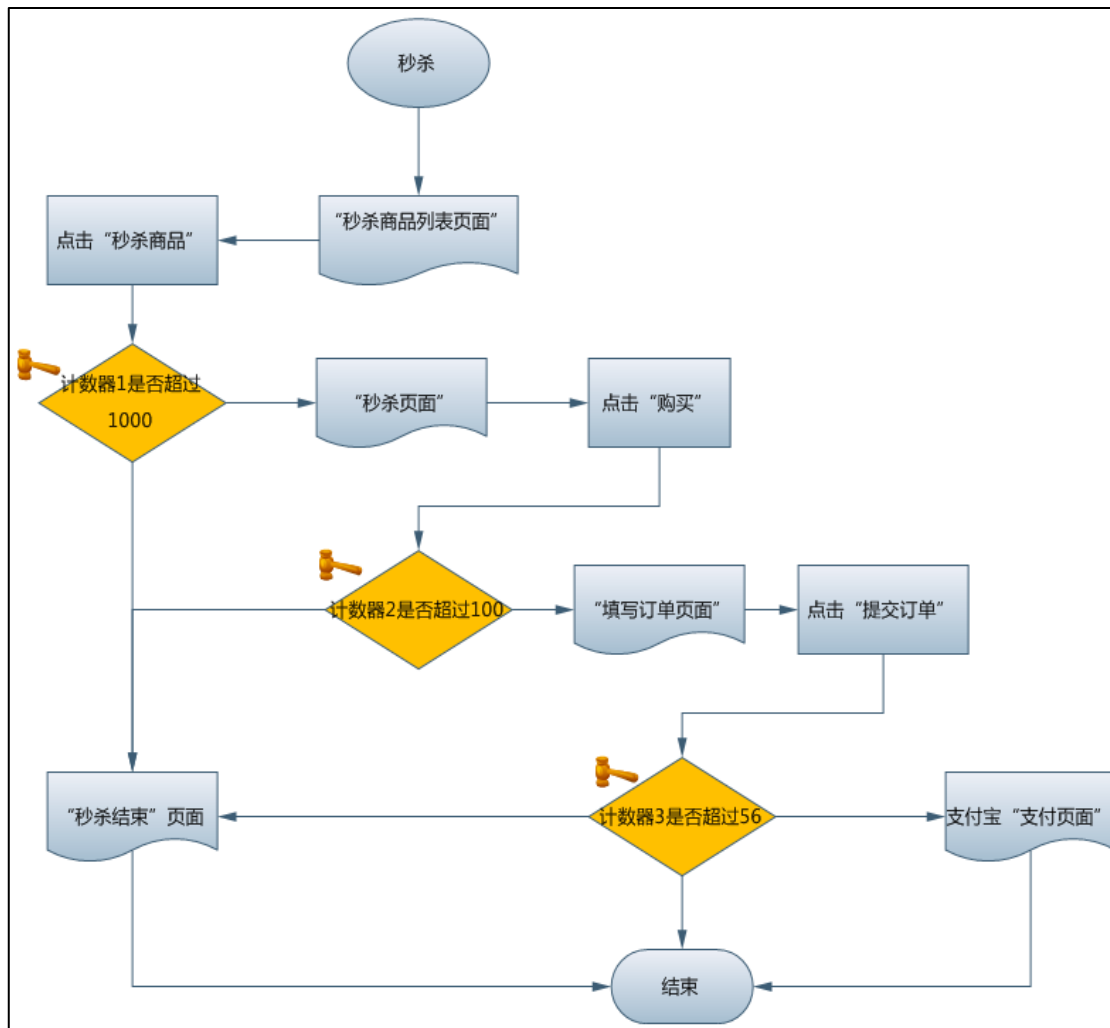 秒杀
点击“秒杀商品”
“秒杀商品列表页面”
计数器1是否超过
1000
“秒杀页面”
点击“购买”
计数器2是否超过100
“填写订单页面”
点击“提交订单”
“秒杀结束”页面
计数器3是否超过56
支付宝“支付页面”
结束